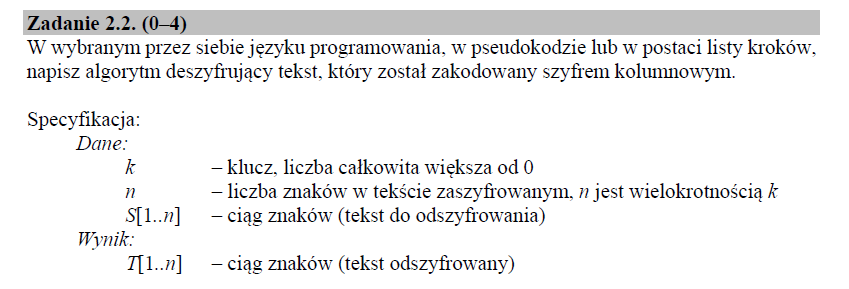 Zadanie 2.2. (0–4)
W wybranym przez siebie języku programowania, w pseudokodzie lub w postaci listy kroków,
napisz algorytm deszyfrujący tekst, który został zakodowany szyfrem kolumnowym.
Specyfikacja:
Dane:
k – klucz, liczba całkowita większa od 0
n – liczba znaków w tekście zaszyfrowanym, n jest wielokrotnością k
S[1..n] – ciąg znaków (tekst do odszyfrowania)
Wynik:
T[1..n] – ciąg znaków (tekst odszyfrowany)